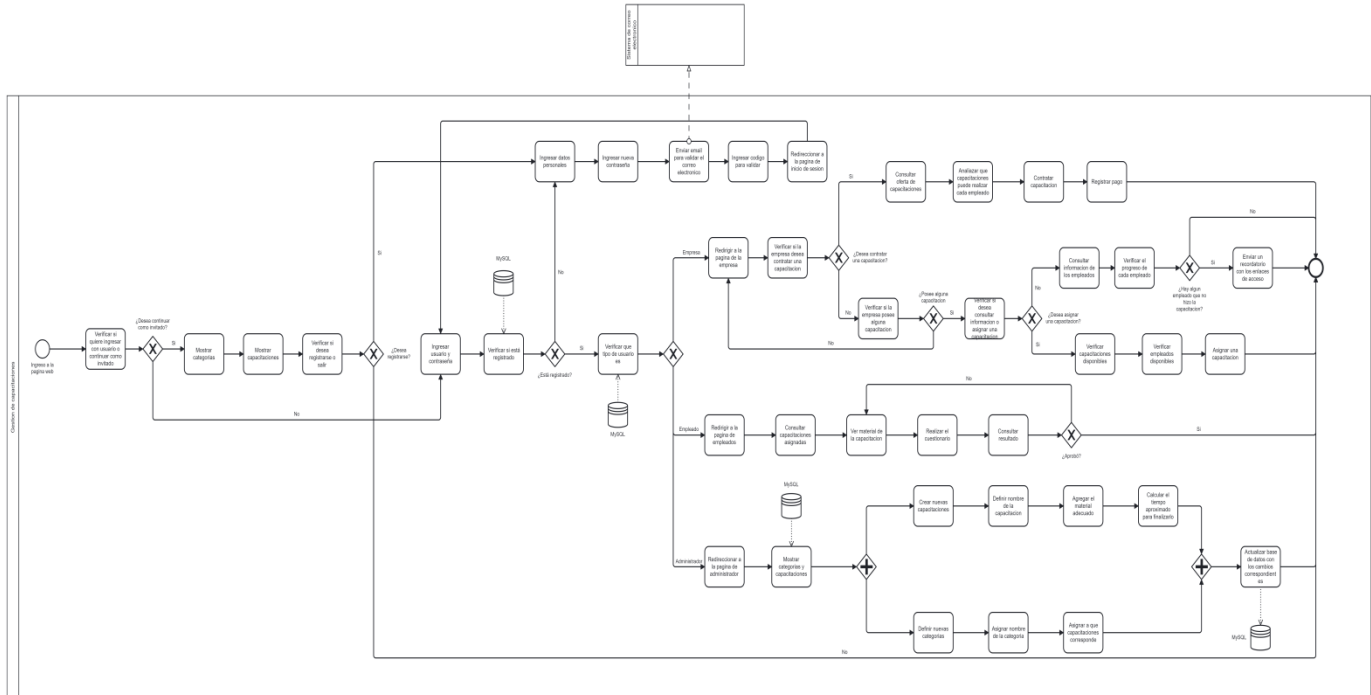 Sistema de correo
electronico
Gestion de capacitaciones
Ingresar datos
personales
Ingresar nueva
contraseña
Enviar email
para validar el
correo
electronico
Ingresar codigo
para validar
Redireccionar a
la pagina de
inicio de sesion
Si
Consultar
oferta de
capacitaciones
Analiazar que
capacitaciones
puede realizar
cada empleado
Contratar
capacitacion
Registrar pago
No
Si
Empresa
Redirigir a la
pagina de la
empresa
Verificar si la
empresa desea
contratar una
capacitacion
¿Desea contratar
una capacitacion?
Consultar
informacion de
los empleados
Verificar el
progreso de
cada empleado
Si
Enviar un
recordatorio
con los enlaces
de acceso
¿Hay algun
empleado que no
hizo la
capacitacion?
MySQL
No
No
¿Posee alguna
capacitacion
No
Verificar si la
empresa posee
alguna
capacitacion
Si
Verificar si
desea
consultar
informacion o
asignar una
capacitacion
¿Desea asignar
una capacitacion?
No
Si
Ingreso a la
pagina web
Verificar si
quiere ingresar
con usuario o
continuar como
invitado
¿Desea continuar
como invitado?
Si
Mostrar
categorias
Mostrar
capacitaciones
Verificar si
desea
registrarse o
salir
¿Desea
registrarse?
Ingresar
usuario y
contraseña
Verificar si está
registrado
¿Está registrado?
Si
Verificar que
tipo de usuario
es
Verificar
capacitaciones
disponibles
Verificar
empleados
disponibles
Asignar una
capacitacion
No
MySQL
No
Empleado
Redirigir a la
pagina de
empleados
Consultar
capacitaciones
asignadas
Ver material de
la capacitacion
Realizar el
cuestionario
Consultar
resultado
¿Aprobó?
Si
MySQL
Crear nuevas
capacitaciones
Definir nombre
de la
capacitacion
Agregar el
material
adecuado
Calcular el
tiempo
aproximado
para finalizarlo
Administrador
Redireccionar a
la pagina de
administrador
Mostrar
categorias y
capacitaciones
Actualizar base
de datos con
los cambios
correspondient
es
Definir nuevas
categorias
Asignar nombre
de la categoria
Asignar a que
capacitaciones
corresponde
MySQL
No